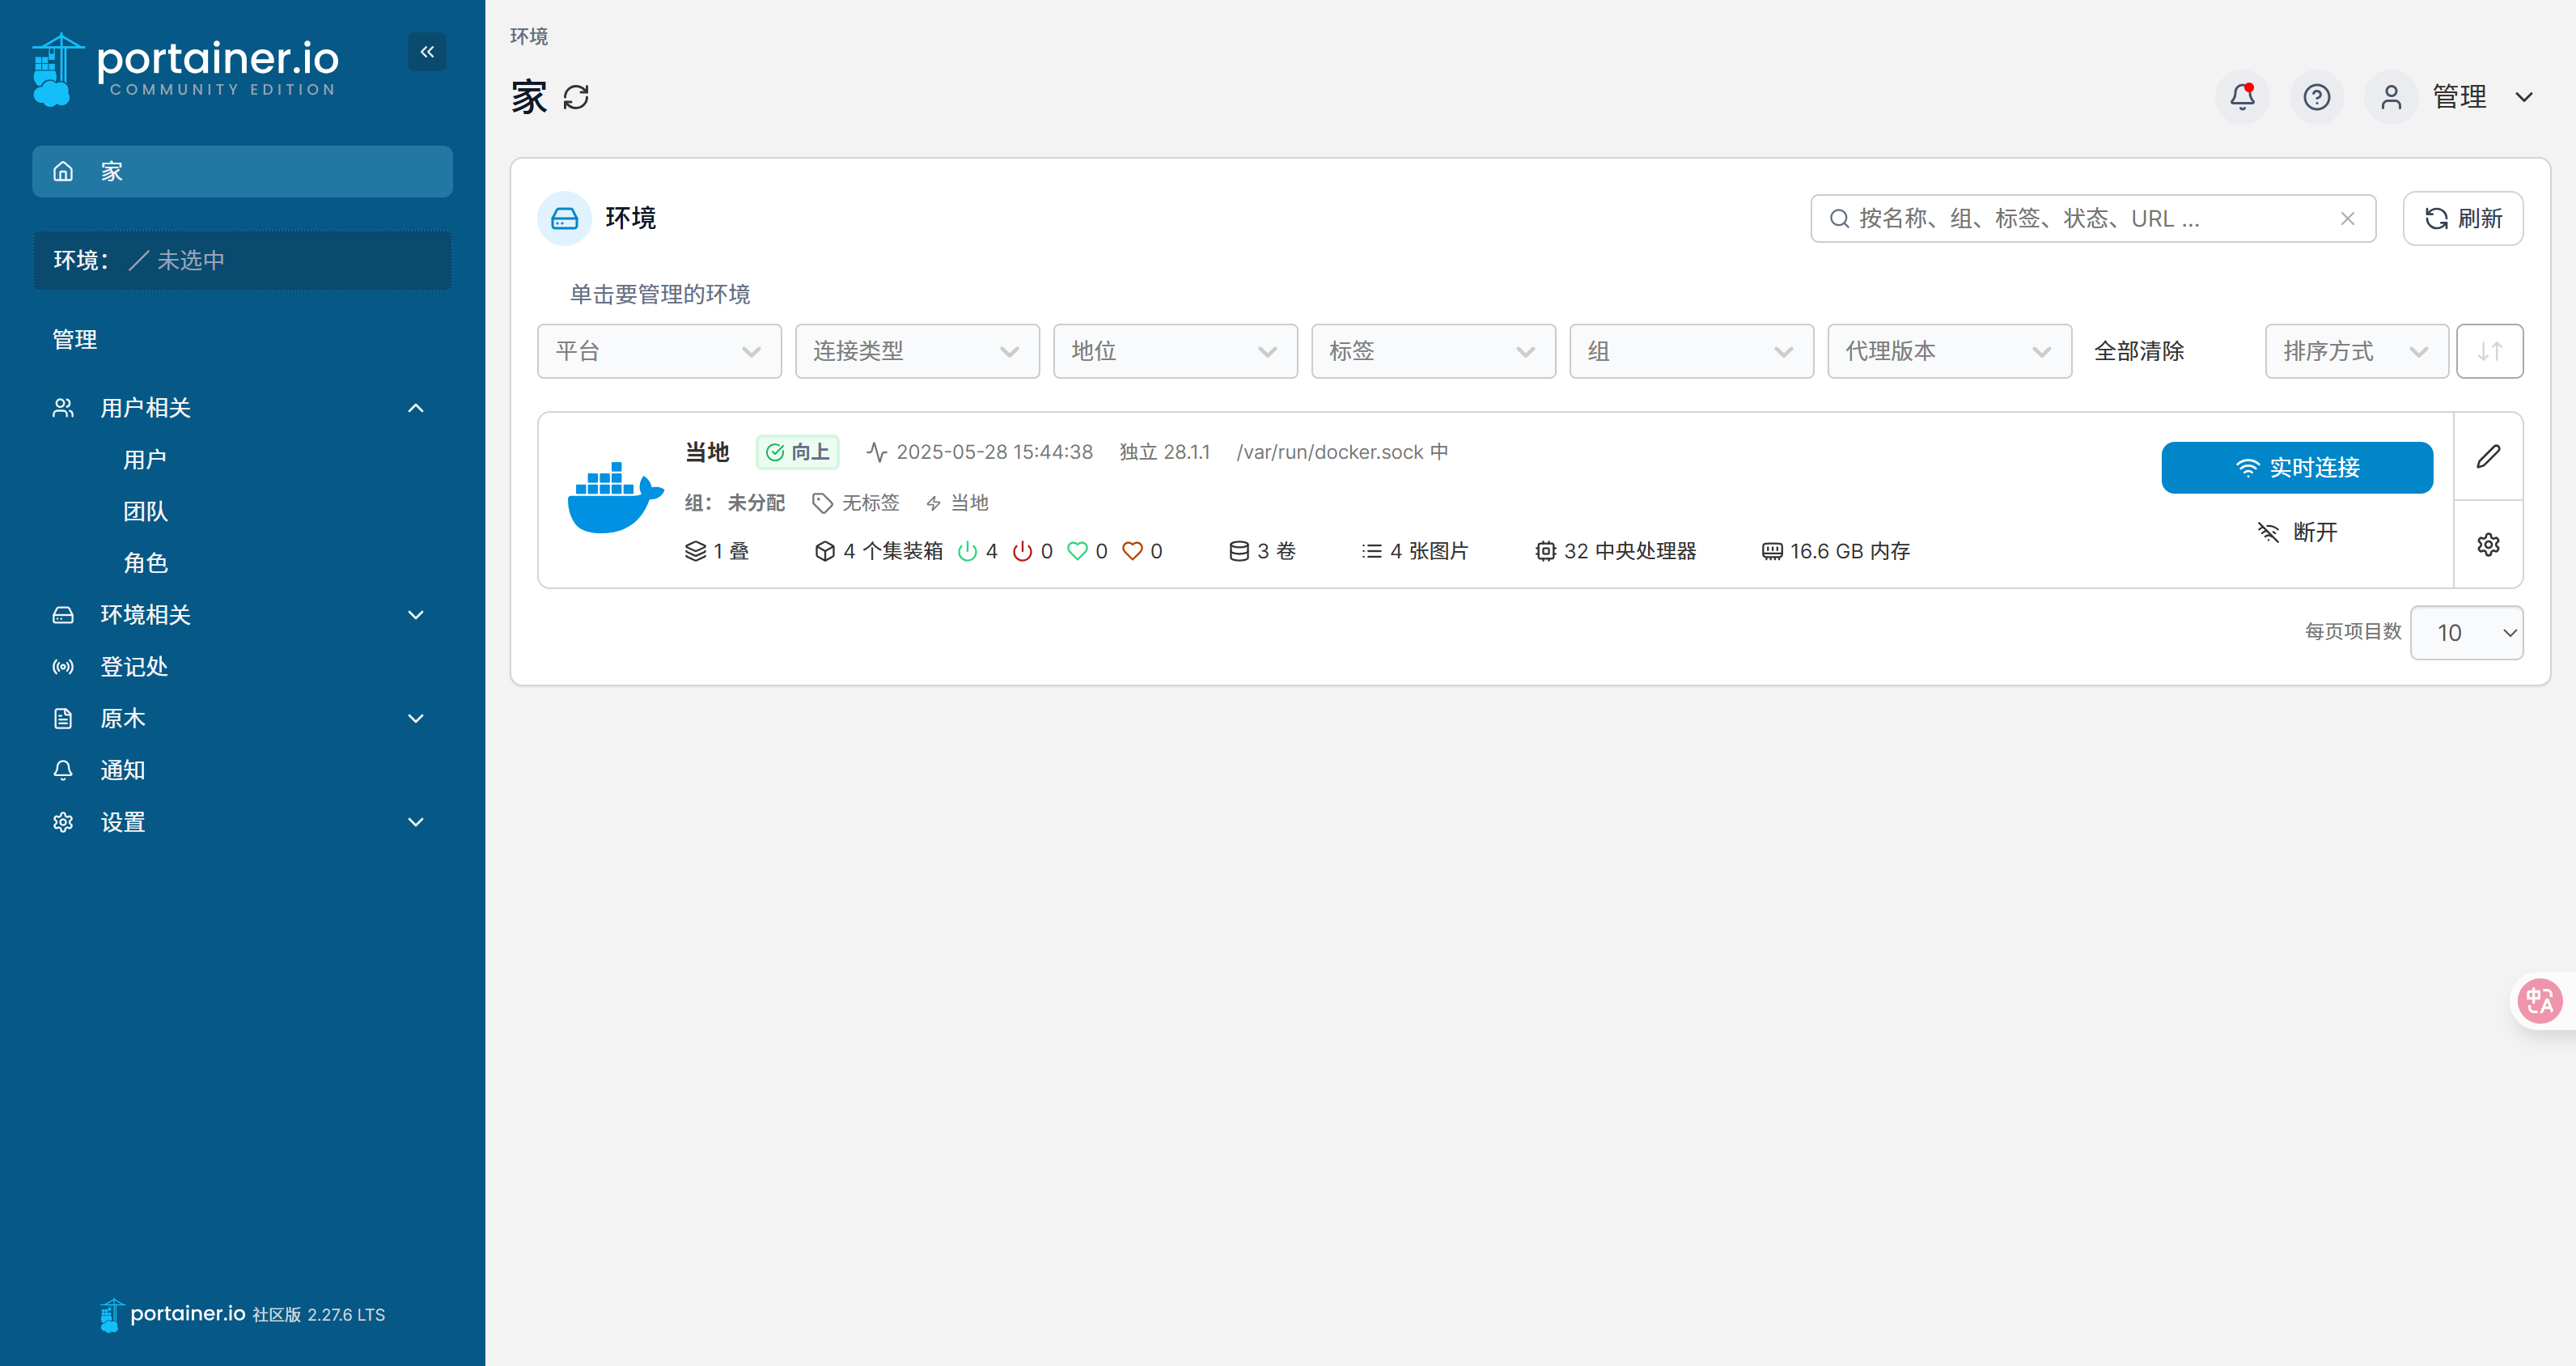 portainer.io
COMMUNITY EDITION
家
环境： 未选中
管理
用户相关
用户
团队
角色
环境相关
登记处
原木
通知
设置
portainer.io 社区版 2.27.6 LTS
环境
家
管理
环境
按名称、组、标签、状态、URL ...
刷新
单击要管理的环境
平台 连接类型 地位 标签 组 代理版本 全部清除 排序方式
当地 向上 2025-05-28 15:44:38 独立 28.1.1 /var/run/docker.sock 中
实时连接
组： 未分配 无标签 当地
断开
1 叠 4 个集装箱 4 0 0 0 3 卷 4 张图片 32 中央处理器 16.6 GB 内存
每页项目数 10
中A